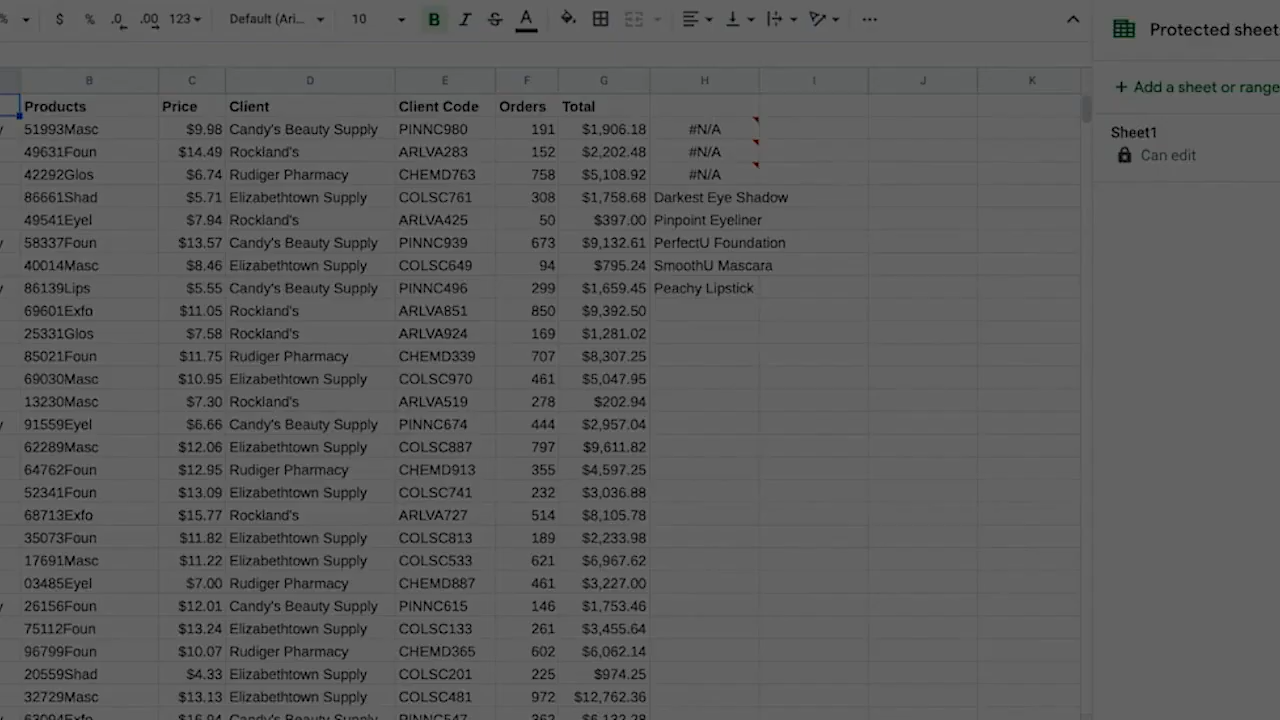 % $ % .0 .00 123 Default (Ari... 10 B I S A
Protected sheet
+ Add a sheet or range
Sheet1
Can edit
B C D E F G H I J K
Products Price Client Client Code Orders Total
y 51993Masc $9.98 Candy's Beauty Supply PINNC980 191 $1,906.18 #N/A
49631Foun $14.49 Rockland's ARLVA283 152 $2,202.48 #N/A
42292Glos $6.74 Rudiger Pharmacy CHEMD763 758 $5,108.92 #N/A
86661Shad $5.71 Elizabethtown Supply COLSC761 308 $1,758.68 Darkest Eye Shadow
49541Eyel $7.94 Rockland's ARLVA425 50 $397.00 Pinpoint Eyeliner
y 58337Foun $13.57 Candy's Beauty Supply PINNC939 673 $9,132.61 PerfectU Foundation
40014Masc $8.46 Elizabethtown Supply COLSC649 94 $795.24 SmoothU Mascara
y 86139Lips $5.55 Candy's Beauty Supply PINNC496 299 $1,659.45 Peachy Lipstick
69601Exfo $11.05 Rockland's ARLVA851 850 $9,392.50
25331Glos $7.58 Rockland's ARLVA924 169 $1,281.02
85021Foun $11.75 Rudiger Pharmacy CHEMD339 707 $8,307.25
69030Masc $10.95 Elizabethtown Supply COLSC970 461 $5,047.95
13230Masc $7.30 Rockland's ARLVA519 278 $202.94
y 91559Eyel $6.66 Candy's Beauty Supply PINNC674 444 $2,957.04
62289Masc $12.06 Elizabethtown Supply COLSC887 797 $9,611.82
64762Foun $12.95 Rudiger Pharmacy CHEMD913 355 $4,597.25
52341Foun $13.09 Elizabethtown Supply COLSC741 232 $3,036.88
68713Exfo $15.77 Rockland's ARLVA727 514 $8,105.78
35073Foun $11.82 Elizabethtown Supply COLSC813 189 $2,233.98
17691Masc $11.22 Elizabethtown Supply COLSC533 621 $6,967.62
03485Eyel $7.00 Rudiger Pharmacy CHEMD887 461 $3,227.00
y 26156Foun $12.01 Candy's Beauty Supply PINNC615 146 $1,753.46
75112Foun $13.24 Elizabethtown Supply COLSC133 261 $3,455.64
96799Foun $10.07 Rudiger Pharmacy CHEMD365 602 $6,062.14
20559Shad $4.33 Elizabethtown Supply COLSC201 225 $974.25
32729Masc $13.13 Elizabethtown Supply COLSC481 972 $12,762.36
63094Exfo $16.94 Candy's Beauty Supply PINNC547 362 $6,132.28